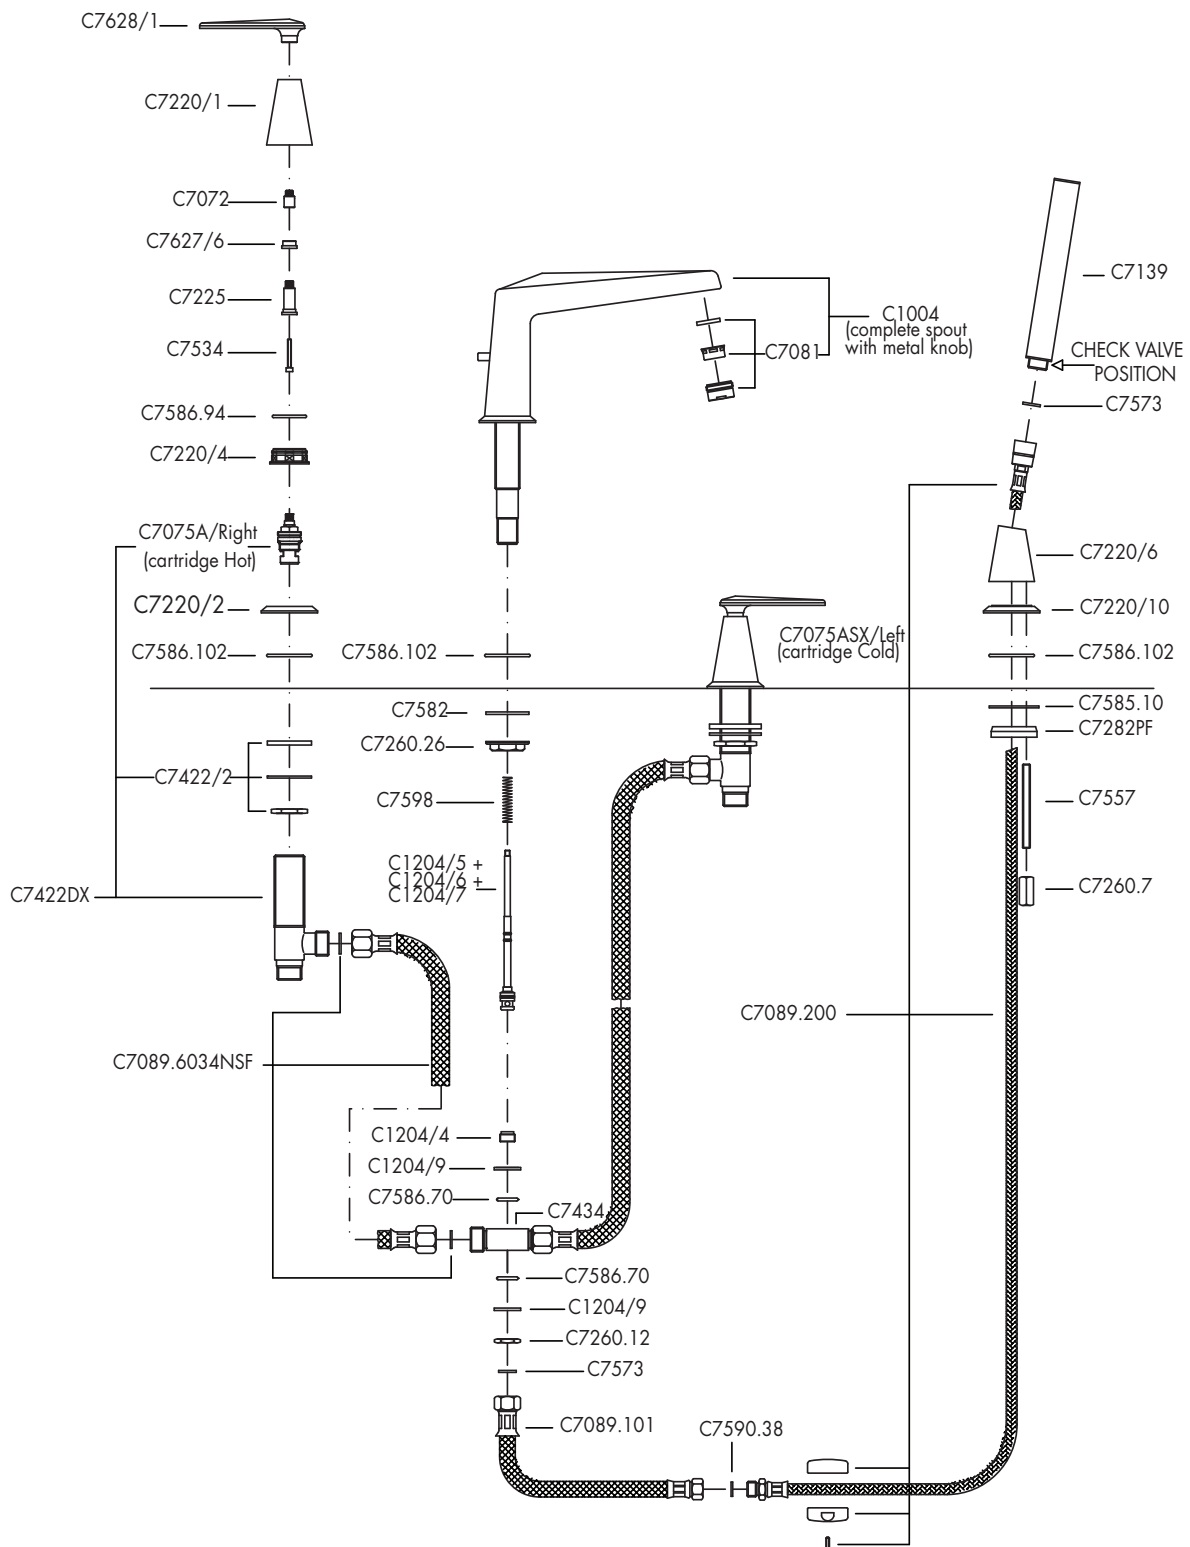 C7628/1
C7220/1
C7072
C7627/6
C7225
C7534
C7586.94
C7220/4
C7075A/Right
(cartridge Hot)
C7220/2
C7586.102
C7422/2
C7422DX
C7089.6034NSF
C1004
(complete spout
with metal knob)
C7081
C7586.102
C7582
C7260.26
C7598
C1204/5 +
C1204/6 +
C1204/7
C7075ASX/Left
(cartridge Cold)
C1204/4
C1204/9
C7586.70
C7434
C7586.70
C1204/9
C7260.12
C7573
C7089.101
C7590.38
C7139
CHECK VALVE
POSITION
C7573
C7220/6
C7220/10
C7586.102
C7585.10
C7282PF
C7557
C7260.7
C7089.200